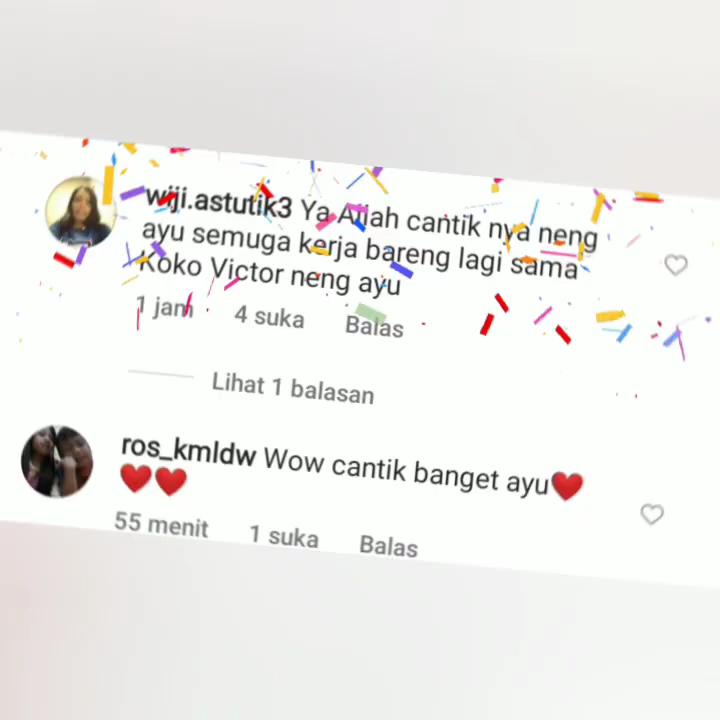 wiji.astutik3 Ya Allah cantik nya neng
ayu semuga kerja bareng lagi sama
Koko Victor neng ayu
1 jam 4 suka Balas
Lihat 1 balasan
ros_kmldw Wow cantik banget ayu❤️
❤️❤️
55 menit 1 suka Balas